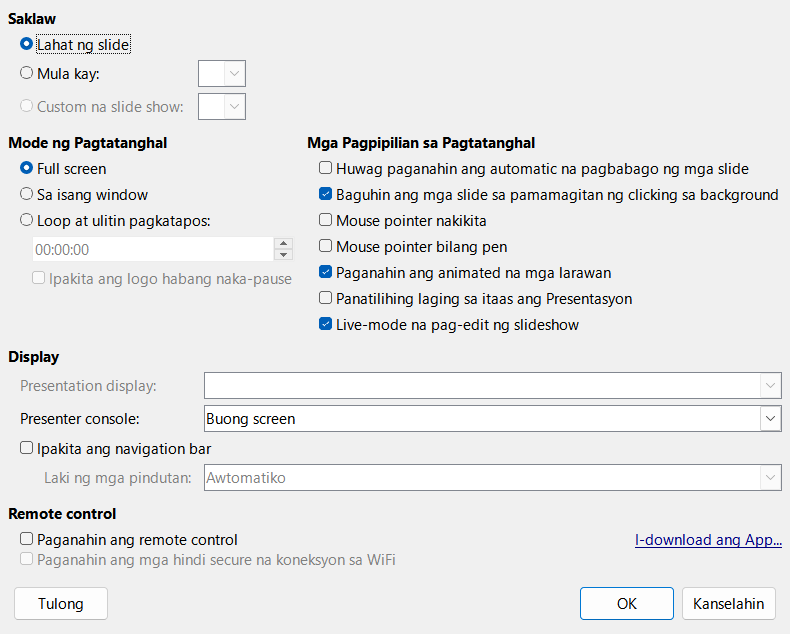 Saklaw
Lahat ng slide
Mula kay:
Custom na slide show:
Mode ng Pagtatanghal
Full screen
Sa isang window
Loop at ulitin pagkatapos:
00:00:00
Ipakita ang logo habang naka-pause
Mga Pagpipilian sa Pagtatanghal
Huwag paganahin ang automatic na pagbabago ng mga slide
Baguhin ang mga slide sa pamamagitan ng clicking sa background
Mouse pointer nakikita
Mouse pointer bilang pen
Paganahin ang animated na mga larawan
Panatilihing laging sa itaas ang Presentasyon
Live-mode na pag-edit ng slideshow
Display
Presentation display:
Presenter console: Buong screen
Ipakita ang navigation bar
Laki ng mga pindutan: Awtomatiko
Remote control
Paganahin ang remote control I-download ang App...
Paganahin ang mga hindi secure na koneksyon sa WiFi
Tulong OK Kanselahin